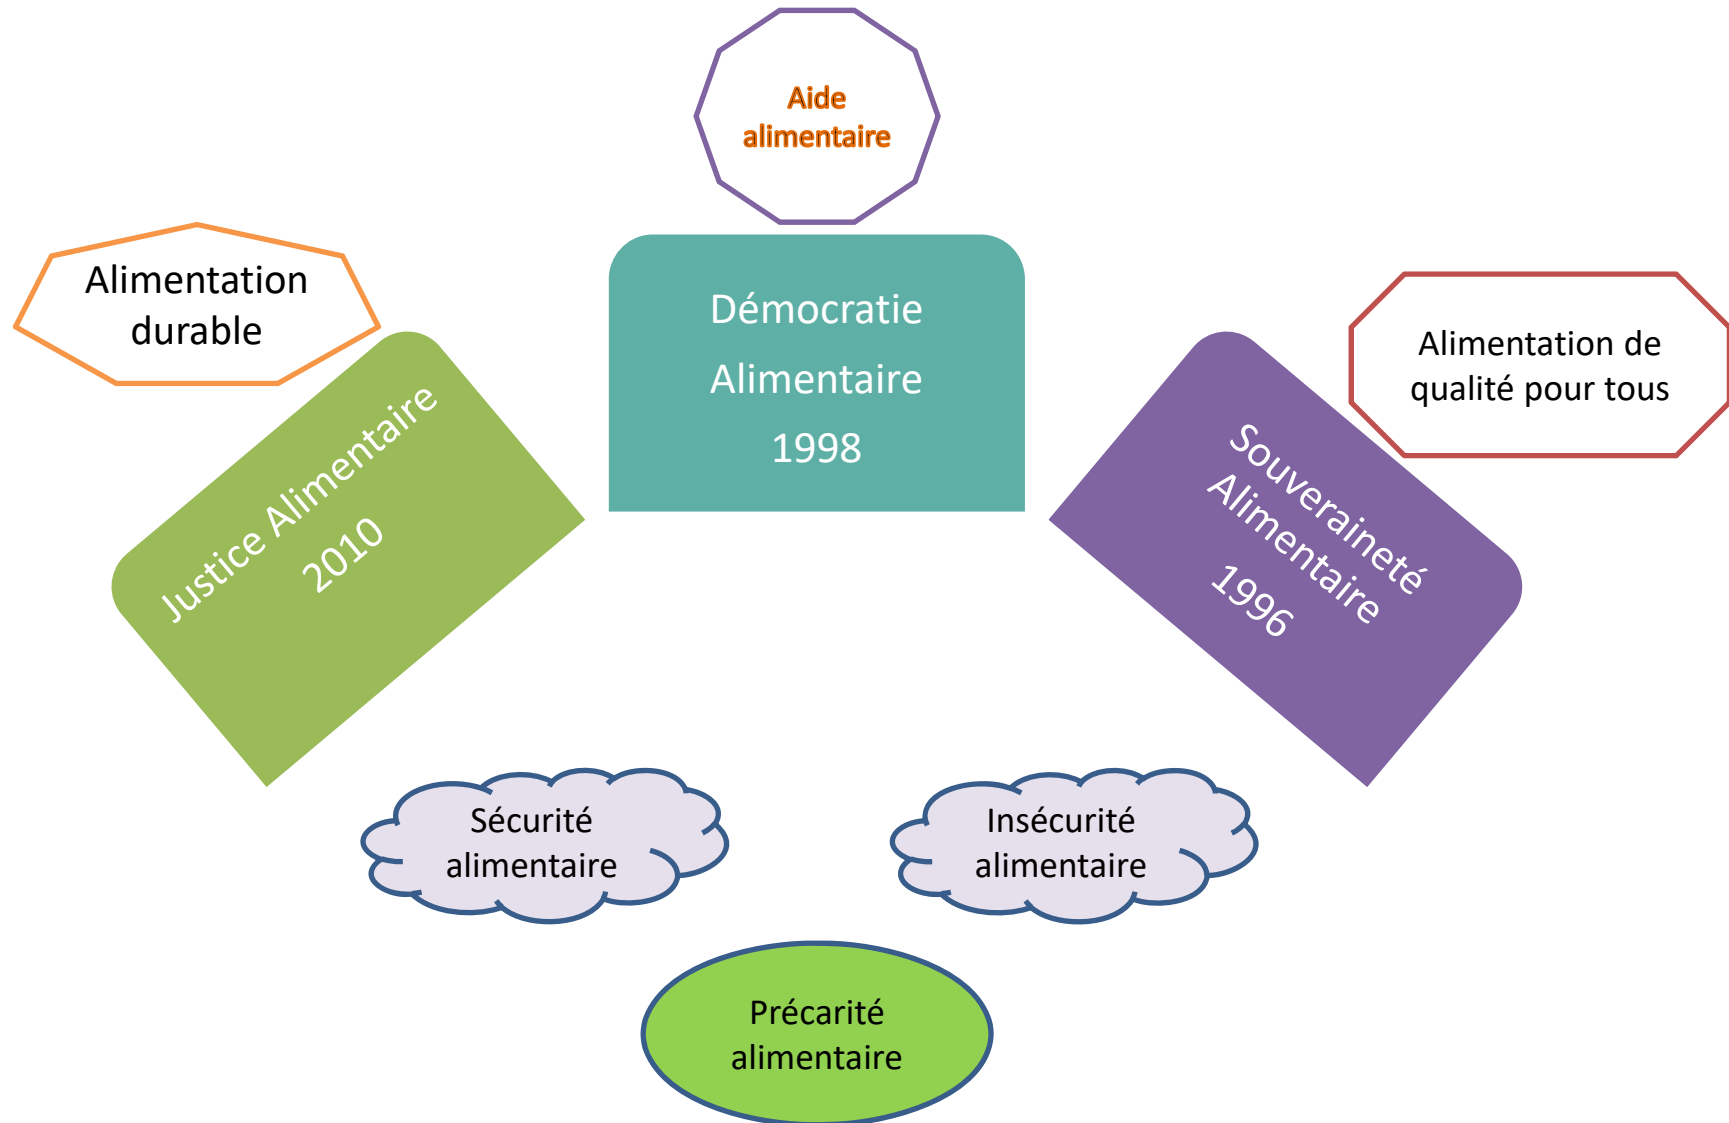 Aide
alimentaire
Alimentation
durable
Démocratie
Alimentaire
1998
Alimentation de
qualité pour tous
Justice Alimentaire
2010
Souveraineté
Alimentaire
1996
Sécurité
alimentaire
Insécurité
alimentaire
Précarité
alimentaire